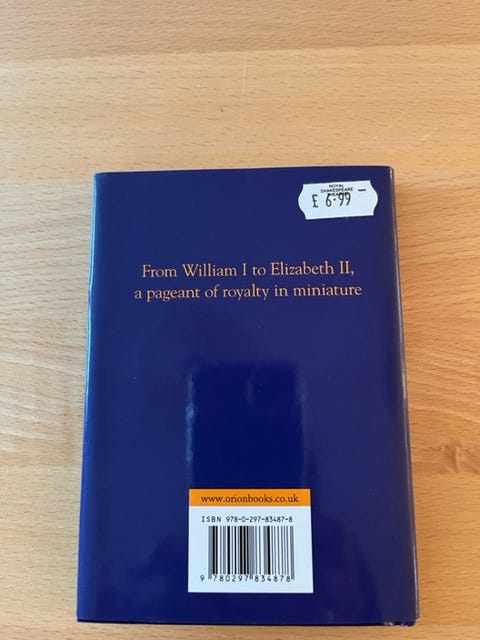 ROYAL
SHAKESPEARE
£ 6·99
From William I to Elizabeth II,
a pageant of royalty in miniature
www.orionbooks.co.uk
ISBN 978-0-297-83487-8
9 780297 834878